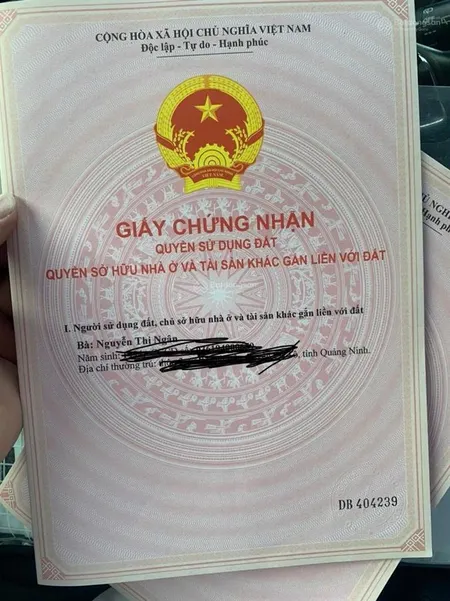 CỘNG HÒA XÃ HỘI CHỦ NGHĨA VIỆT NAM
Độc lập - Tự do - Hạnh phúc
GIẤY CHỨNG NHẬN
QUYỀN SỬ DỤNG ĐẤT
QUYỀN SỞ HỮU NHÀ Ở VÀ TÀI SẢN KHÁC GẮN LIỀN VỚI ĐẤT
I. Người sử dụng đất, chủ sở hữu nhà ở và tài sản khác gắn liền với đất
Bà: Nguyễn Thị Ngân
Năm sinh:
Địa chỉ thường trú: tỉnh Quảng Ninh.
DB 404239